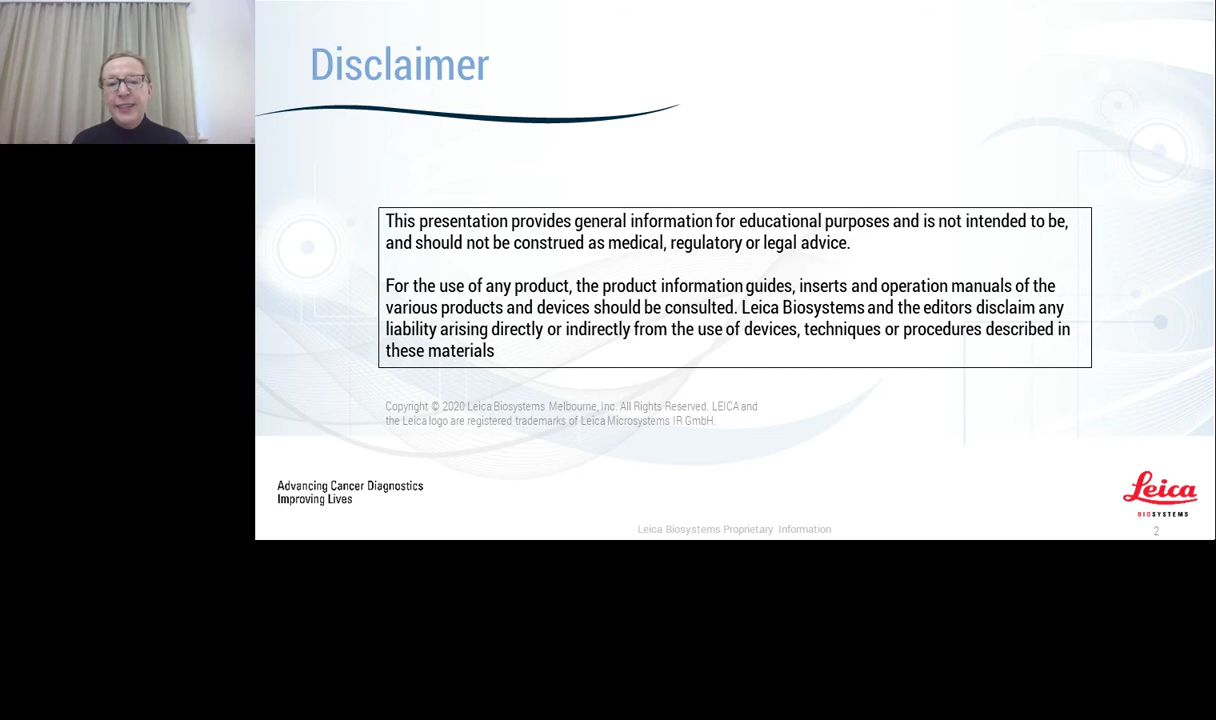 Disclaimer
This presentation provides general information for educational purposes and is not intended to be,
and should not be construed as medical, regulatory or legal advice.
For the use of any product, the product information guides, inserts and operation manuals of the
various products and devices should be consulted. Leica Biosystems and the editors disclaim any
liability arising directly or indirectly from the use of devices, techniques or procedures described in
these materials
Copyright © 2020 Leica Biosystems Melbourne, Inc. All Rights Reserved. LEICA and
the Leica logo are registered trademarks of Leica Microsystems IR GmbH.
Advancing Cancer Diagnostics
Improving Lives
Leica
BIOSYSTEMS
Leica Biosystems Proprietary Information
2